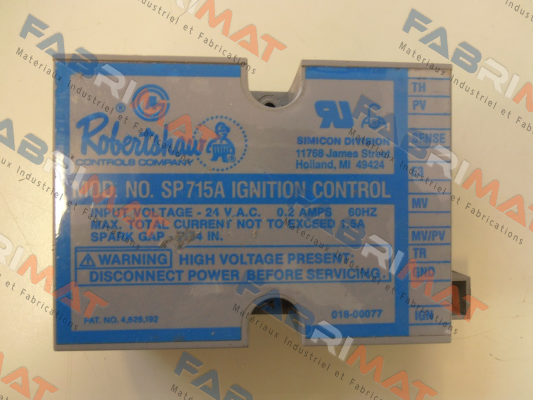 Robertshaw
CONTROLS COMPANY
SIMICON DIVISION
11768 James Street
Holland, MI 49424
MOD. NO. SP715A IGNITION CONTROL
INPUT VOLTAGE - 24 V.A.C. 0.2 AMPS 60HZ
MAX. TOTAL CURRENT NOT TO EXCEED 1.5A
SPARK GAP IN.
WARNING HIGH VOLTAGE PRESENT
DISCONNECT POWER BEFORE SERVICING
PAT. NO. 4,626,192
016-00077
TH
PV
SENSE
MV
MV/PV
TR
GND
IGN
FABRIMAT
Materiaux Industriel et Fabrications